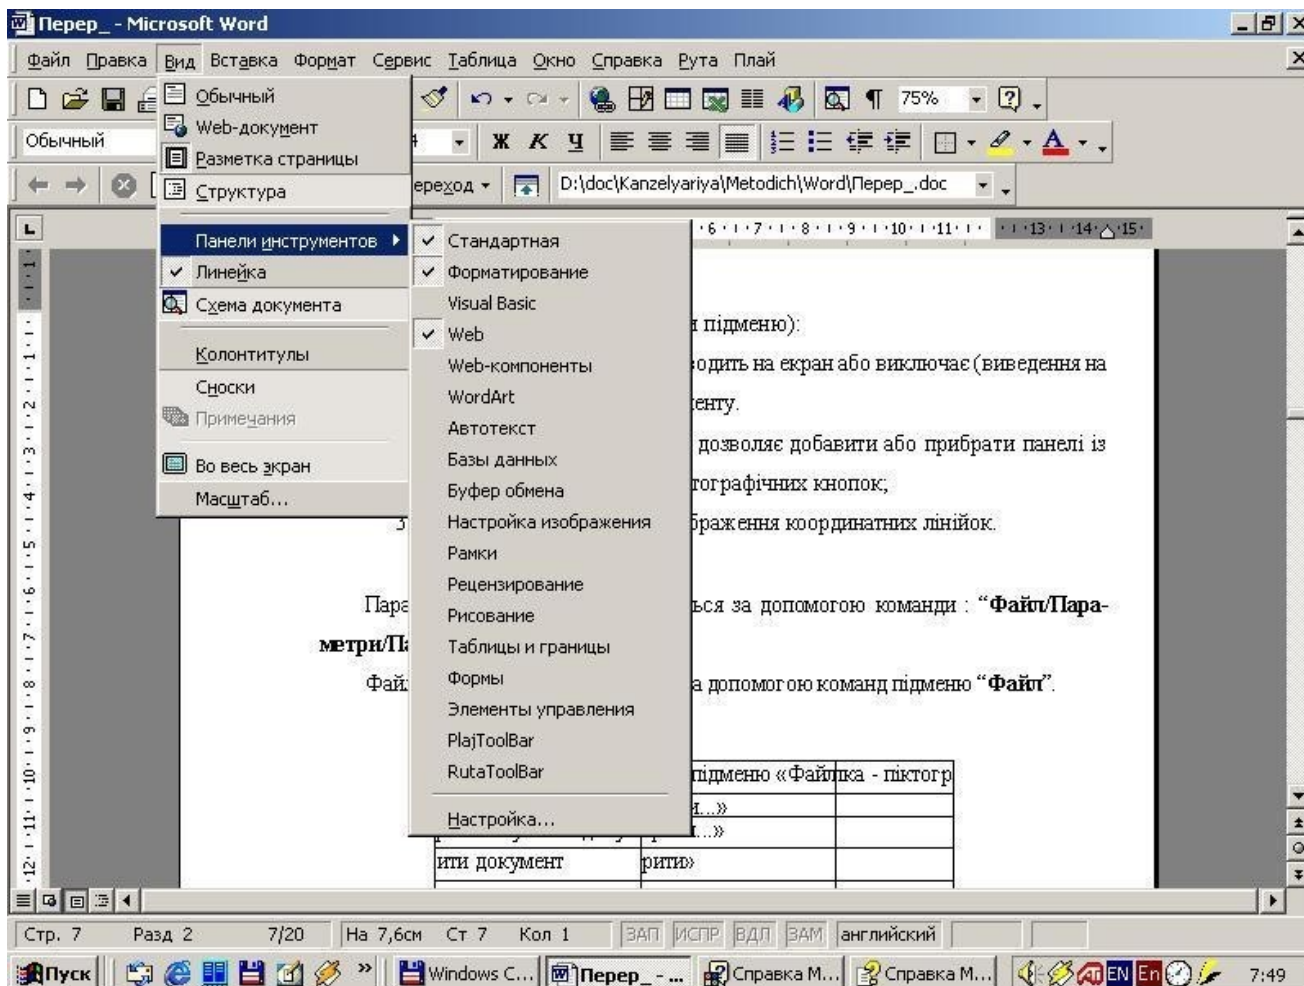 Перер_ - Microsoft Word
Файл Правка Вид Вставка Формат Сервис Таблица Окно Справка Рута Плай
75%
Обычный
D:\doc\Kanzelyariya\Metodich\Word\Перер_.doc
Обычный
Web-документ
Разметка страницы
Структура
Панели инструментов
Линейка
Схема документа
Колонтитулы
Сноски
Примечания
Во весь экран
Масштаб...
Стандартная
Форматирование
Visual Basic
Web
Web-компоненты
WordArt
Автотекст
Базы данных
Буфер обмена
Настройка изображения
Рамки
Рецензирование
Рисование
Таблицы и границы
Формы
Элементы управления
PlajToolBar
RutaToolBar
Настройка...
підменю):
одить на екран або виключає (виведення на
енту.
дозволяє добавити або прибрати панелі із
тографічних кнопок;
браження координатних лінійок.
Пара ься за допомогою команди : “Файл/Пара-
метри/Па
Фай а допомогою команд підменю “Файл”.
підменю «Файл ка - піктогр
...»
...»
ити документ рити»
Стр. 7 Разд 2 7/20 На 7,6см Ст 7 Кол 1 ЗАП ИСПР ВДЛ ЗАМ английский
Пуск » Windows C... Перер_ - ... Справка M... Справка M... EN En 7:49